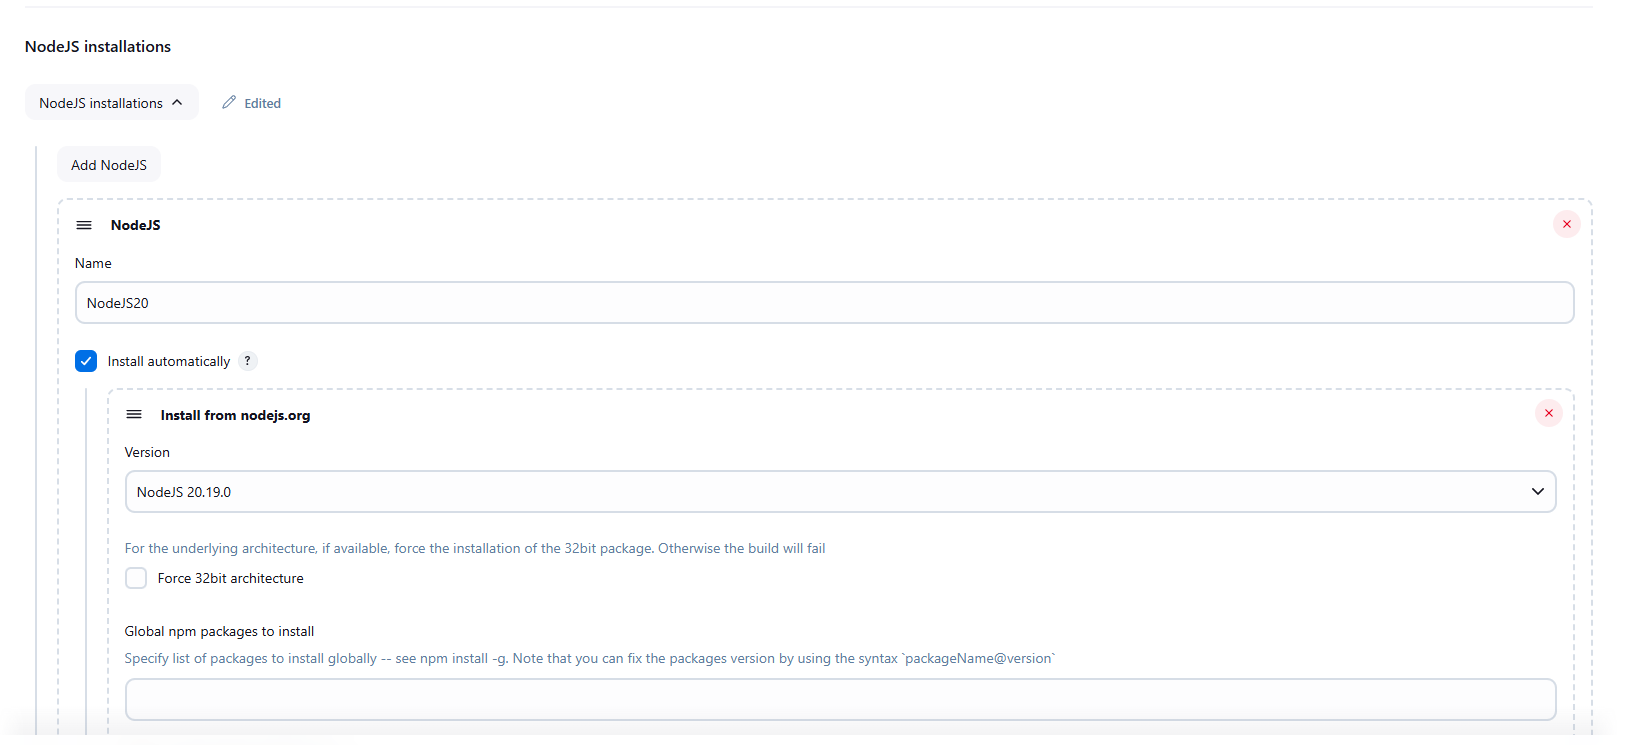 NodeJS installations
NodeJS installations
Edited
Add NodeJS
NodeJS
Name
NodeJS20
Install automatically ?
Install from nodejs.org
Version
NodeJS 20.19.0
For the underlying architecture, if available, force the installation of the 32bit package. Otherwise the build will fail
Force 32bit architecture
Global npm packages to install
Specify list of packages to install globally -- see npm install -g. Note that you can fix the packages version by using the syntax `packageName@version`